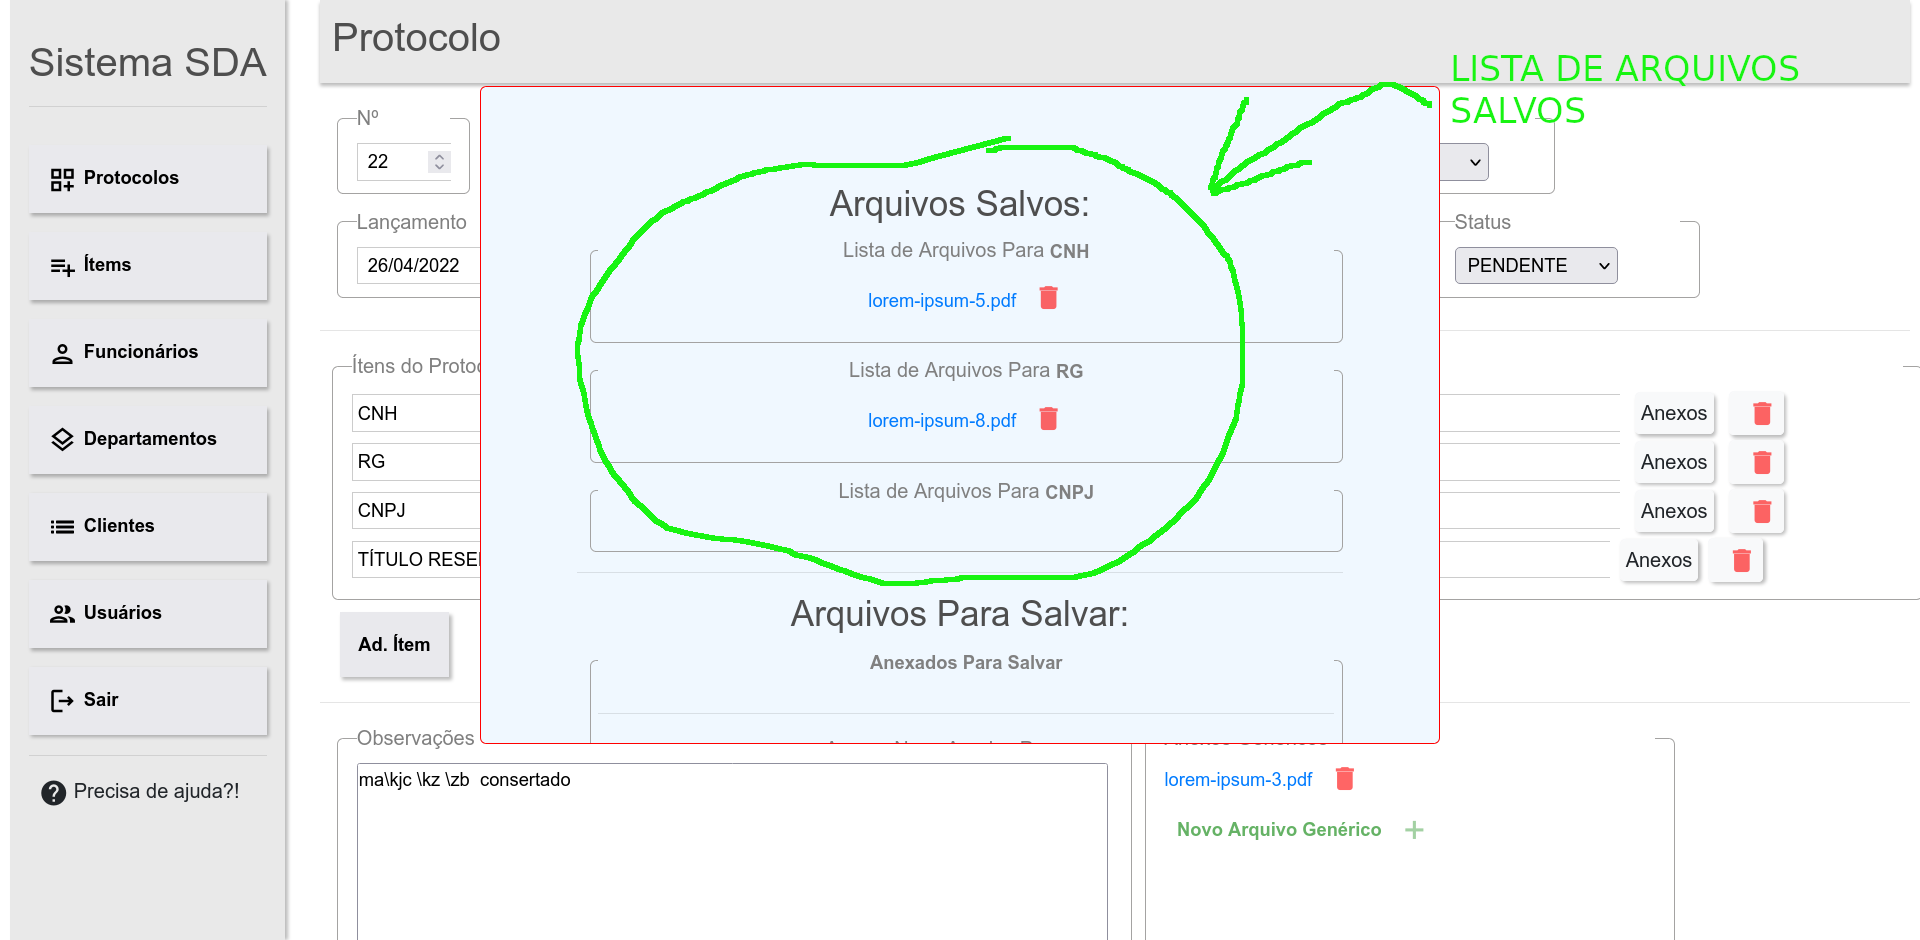 Sistema SDA
Protocolos
Ítems
Funcionários
Departamentos
Clientes
Usuários
Sair
Precisa de ajuda?!
Protocolo
LISTA DE ARQUIVOS
SALVOS
Nº
22
Lançamento
26/04/2022
Status
PENDENTE
Ítens do Protoc
CNH
Anexos
RG
Anexos
CNPJ
Anexos
TÍTULO RESE
Anexos
Ad. Ítem
Arquivos Salvos:
Lista de Arquivos Para CNH
lorem-ipsum-5.pdf
Lista de Arquivos Para RG
lorem-ipsum-8.pdf
Lista de Arquivos Para CNPJ
Arquivos Para Salvar:
Anexados Para Salvar
Observações
ma\kjc \kz \zb  consertado
lorem-ipsum-3.pdf
Novo Arquivo Genérico